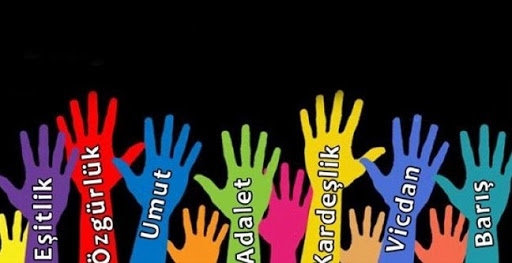 Eşitlik
Özgürlük
Umut
Adalet
Kardeşlik
Vicdan
Barış